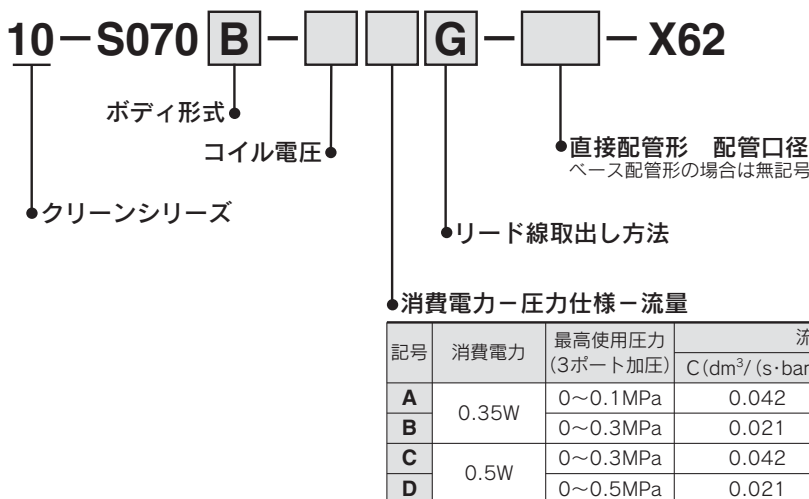 10－S070 B － G － － X62
ボディ形式
コイル電圧
直接配管形 配管口径
ベース配管形の場合は無記号
クリーンシリーズ
リード線取出し方法
消費電力－圧力仕様－流量
記号 消費電力 最高使用圧力 (3ポート加圧) 流
C(dm³/(s·bar
A 0.35W 0～0.1MPa 0.042
B 0～0.3MPa 0.021
C 0.5W 0～0.3MPa 0.042
D 0～0.5MPa 0.021